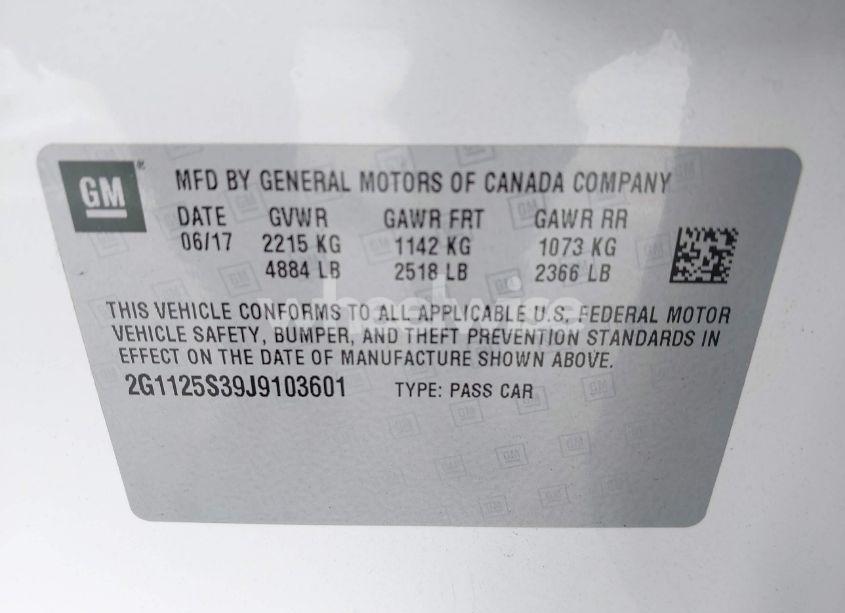 GM® MFD BY GENERAL MOTORS OF CANADA COMPANY
DATE GVWR GAWR FRT GAWR RR
06/17 2215 KG 1142 KG 1073 KG
4884 LB 2518 LB 2366 LB
THIS VEHICLE CONFORMS TO ALL APPLICABLE U.S. FEDERAL MOTOR
VEHICLE SAFETY, BUMPER, AND THEFT PREVENTION STANDARDS IN
EFFECT ON THE DATE OF MANUFACTURE SHOWN ABOVE.
2G1125S39J9103601 TYPE: PASS CAR
wheelwise